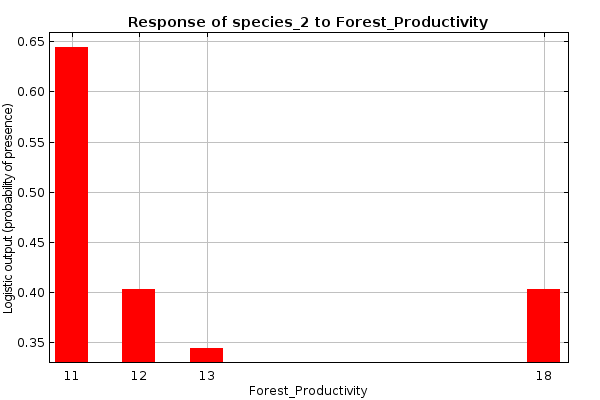 Response of species_2 to Forest_Productivity
Logistic output (probability of presence)
0.65
0.60
0.55
0.50
0.45
0.40
0.35
11 12 13 18
Forest_Productivity